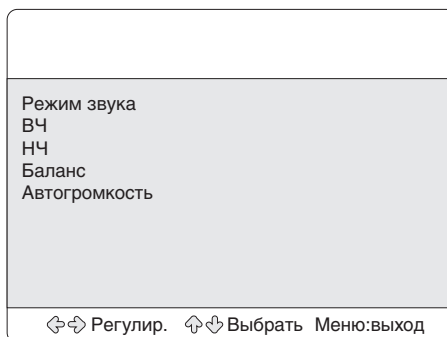 Режим звука
ВЧ
НЧ
Баланс
Автогромкость
Регулир. Выбрать Меню:выход